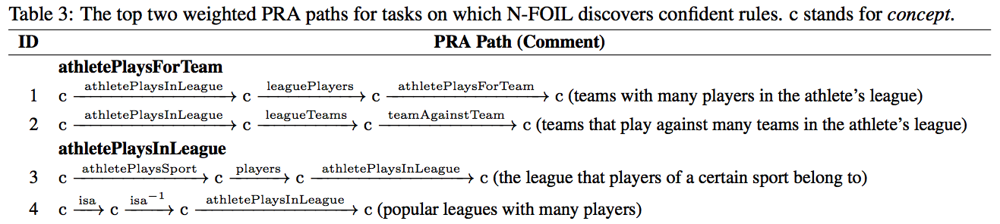 Table 3: The top two weighted PRA paths for tasks on which N-FOIL discovers confident rules. c stands for concept.
ID PRA Path (Comment)
athletePlaysForTeam
1 c athletePlaysInLeague → c leaguePlayers → c athletePlaysForTeam → c (teams with many players in the athlete's league)
2 c athletePlaysInLeague → c leagueTeams → c teamAgainstTeam → c (teams that play against many teams in the athlete's league)
athletePlaysInLeague
3 c athletePlaysSport → c players → c athletePlaysInLeague → c (the league that players of a certain sport belong to)
4 c isa → c isa⁻¹ → c athletePlaysInLeague → c (popular leagues with many players)